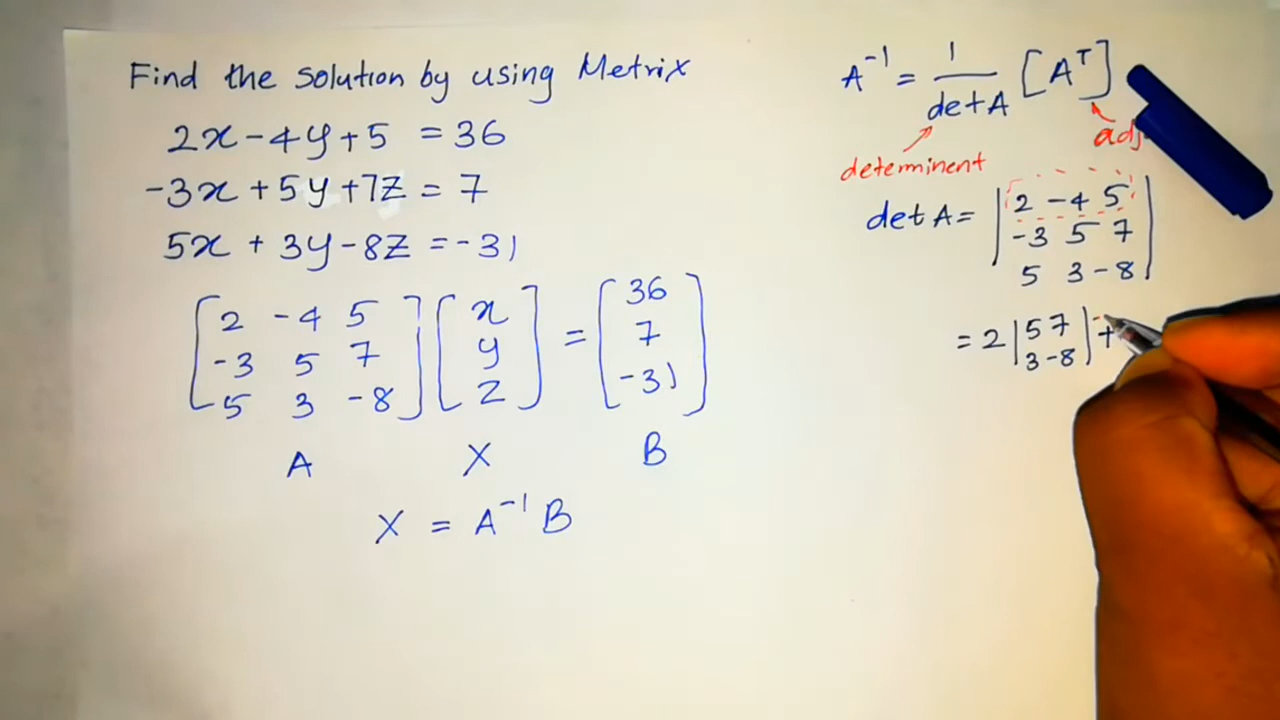 Find the solution by using Metrix
2x - 4y + 5 = 36
-3x + 5y + 7z = 7
5x + 3y - 8z = -31
[2 -4 5] [x] = [36]
[-3 5 7] [y] [7]
[5 3 -8] [z] [-31]
A X B
X = A⁻¹ B
A⁻¹ = 1/detA [Aᵀ]
adj
determinent
det A = |2 -4 5|
|-3 5 7|
|5 3 -8|
= 2 |5 7| +
|3 -8|